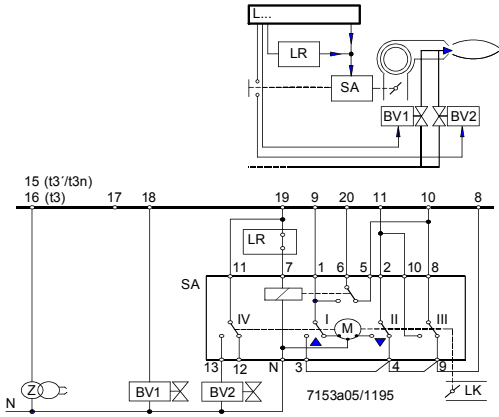 L...
LR
SA
BV1 BV2
15 (t3´/t3n)
16 (t3) 17 18 19 9 20 11 10 8
LR
11 7 1 6 5 2 10 8
SA
IV I M II III
13 12 N 3 4 9
Z BV1 BV2 7153a05/1195 LK
N